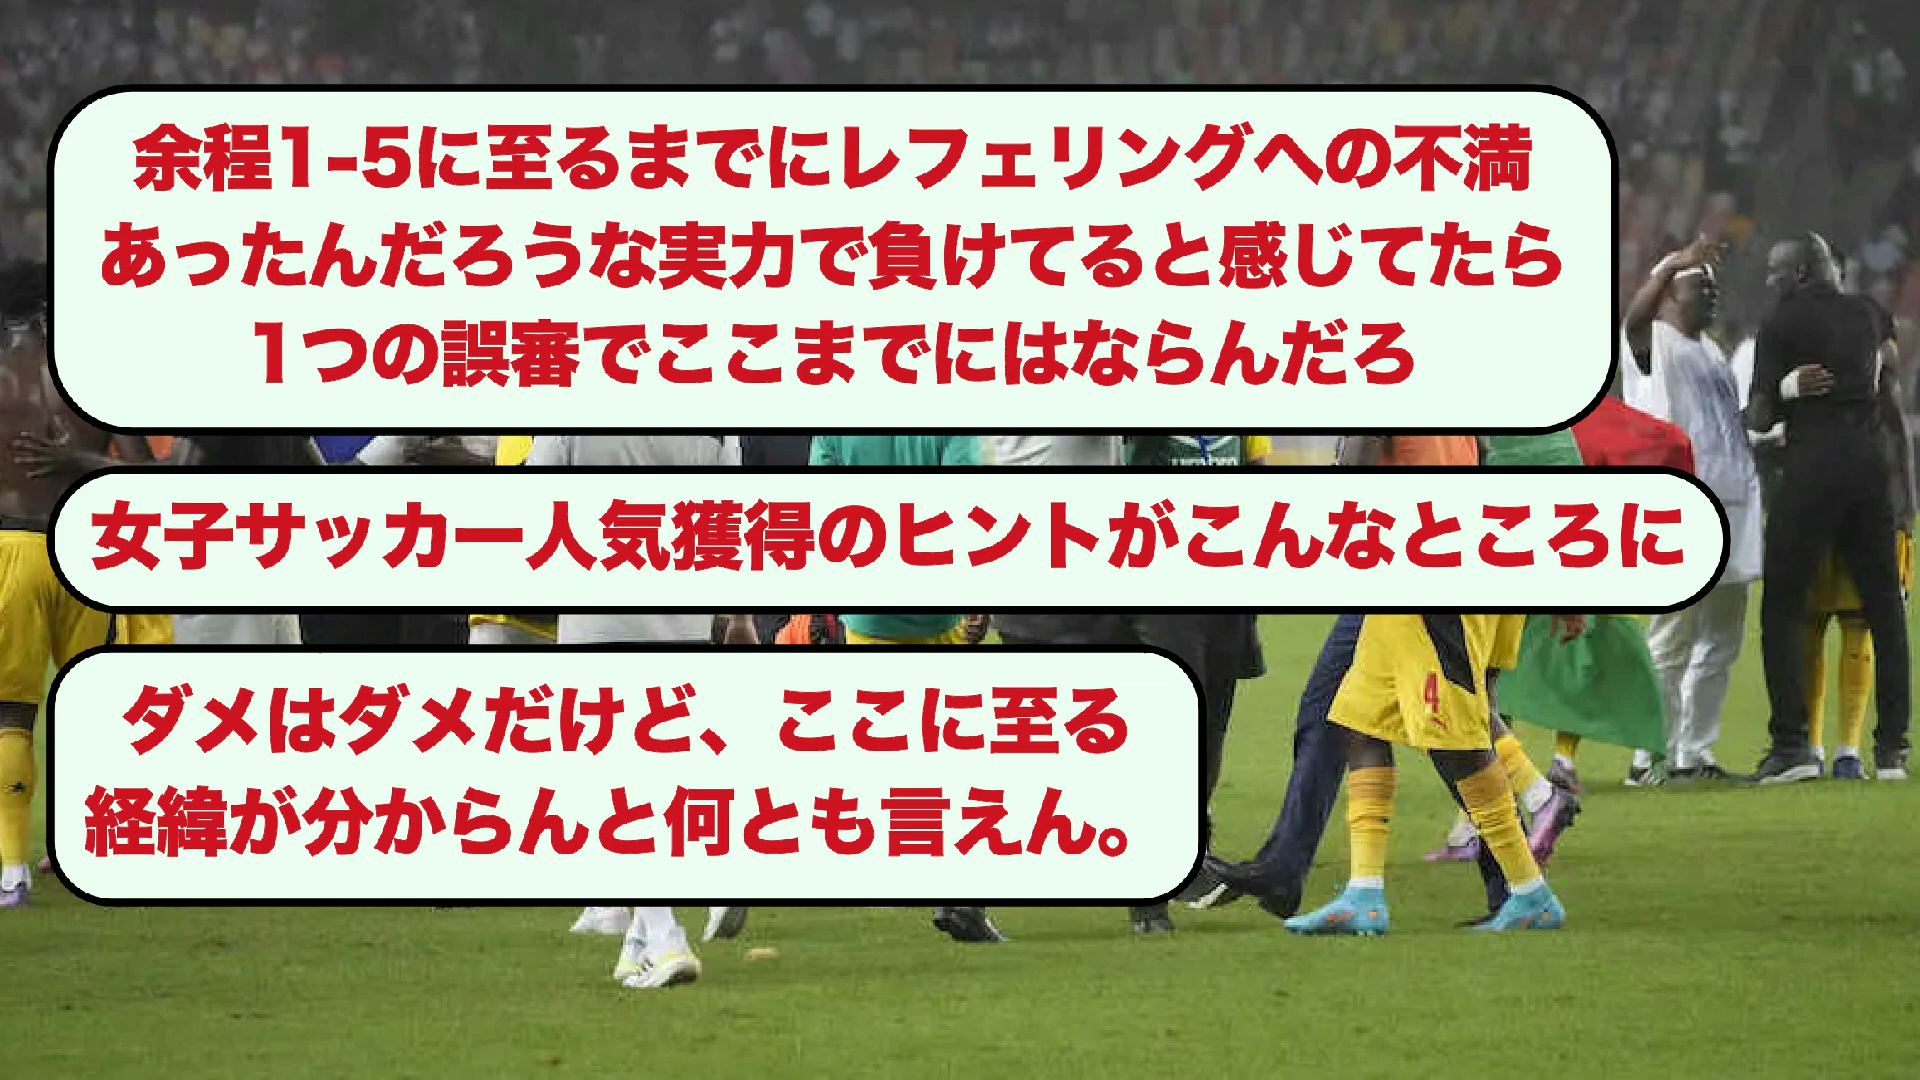 余程1-5に至るまでにレフェリングへの不満
あったんだろうな実力で負けてると感じてたら
1つの誤審でここまでにはならんだろ
女子サッカー人気獲得のヒントがこんなところに
ダメはダメだけど、ここに至る
経緯が分からんと何とも言えん。
4